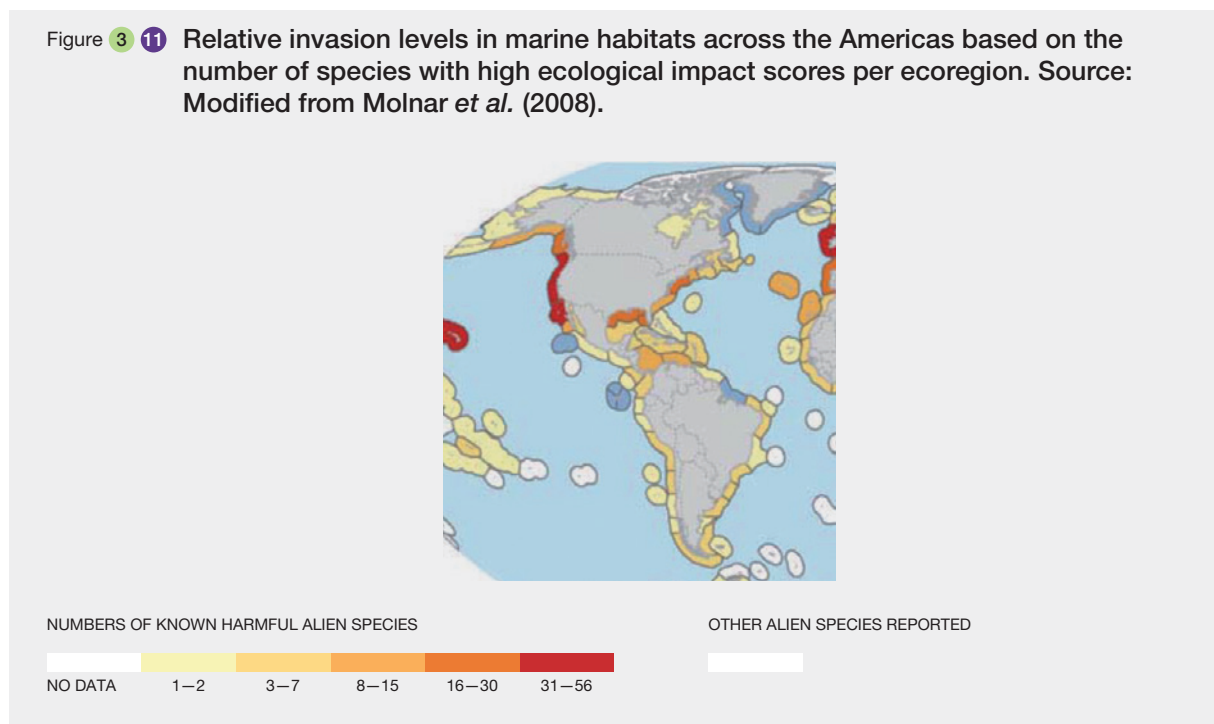 Figure 3 11 Relative invasion levels in marine habitats across the Americas based on the
number of species with high ecological impact scores per ecoregion. Source:
Modified from Molnar et al. (2008).
NUMBERS OF KNOWN HARMFUL ALIEN SPECIES
OTHER ALIEN SPECIES REPORTED
NO DATA 1—2 3—7 8—15 16—30 31—56